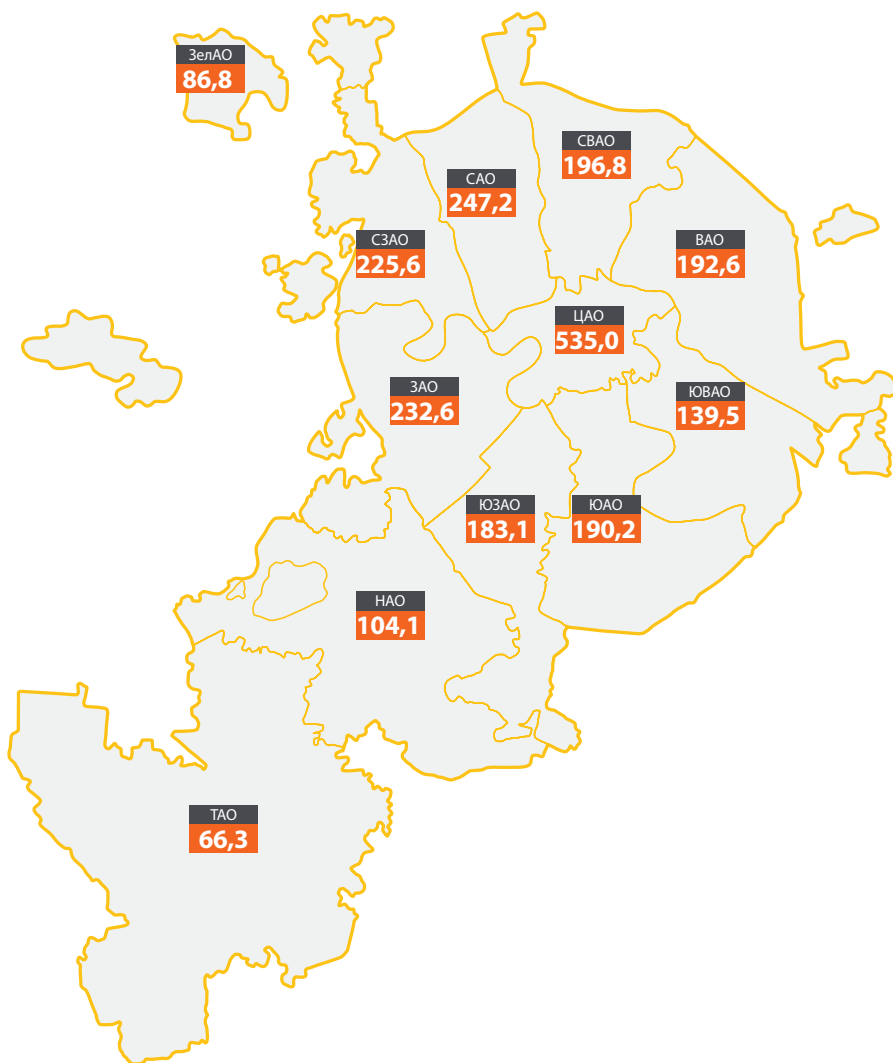 ЗелАО
86,8
СВАО
196,8
САО
247,2
СЗАО
225,6
ВАО
192,6
ЦАО
535,0
ЗАО
232,6
ЮВАО
139,5
ЮЗАО
183,1
ЮАО
190,2
НАО
104,1
ТАО
66,3